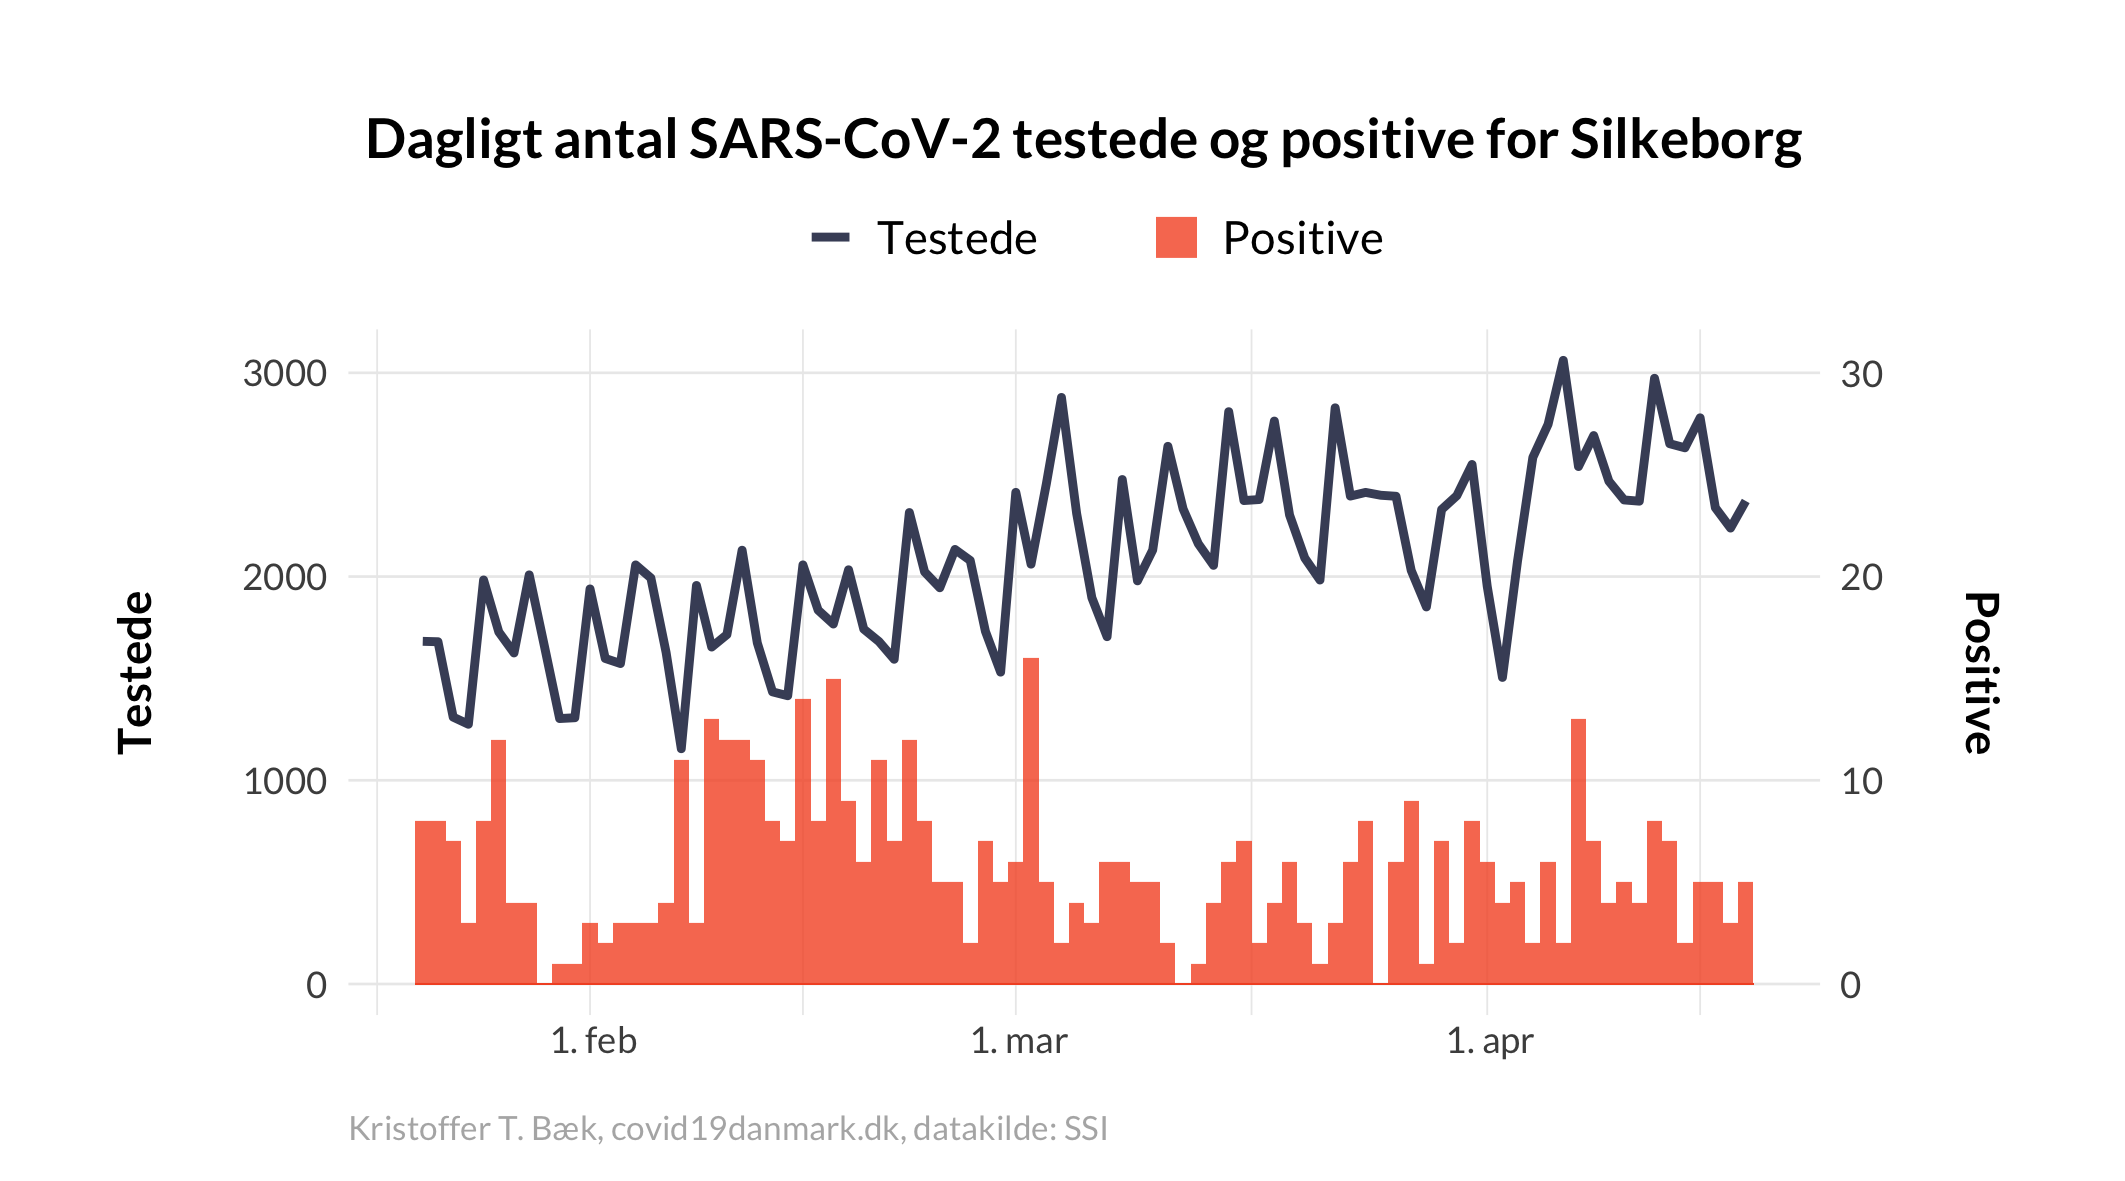 Dagligt antal SARS-CoV-2 testede og positive for Silkeborg
Testede
Positive
3000
2000
1000
0
30
20
10
0
Testede
Positive
1. feb
1. mar
1. apr
Kristoffer T. Bæk, covid19danmark.dk, datakilde: SSI